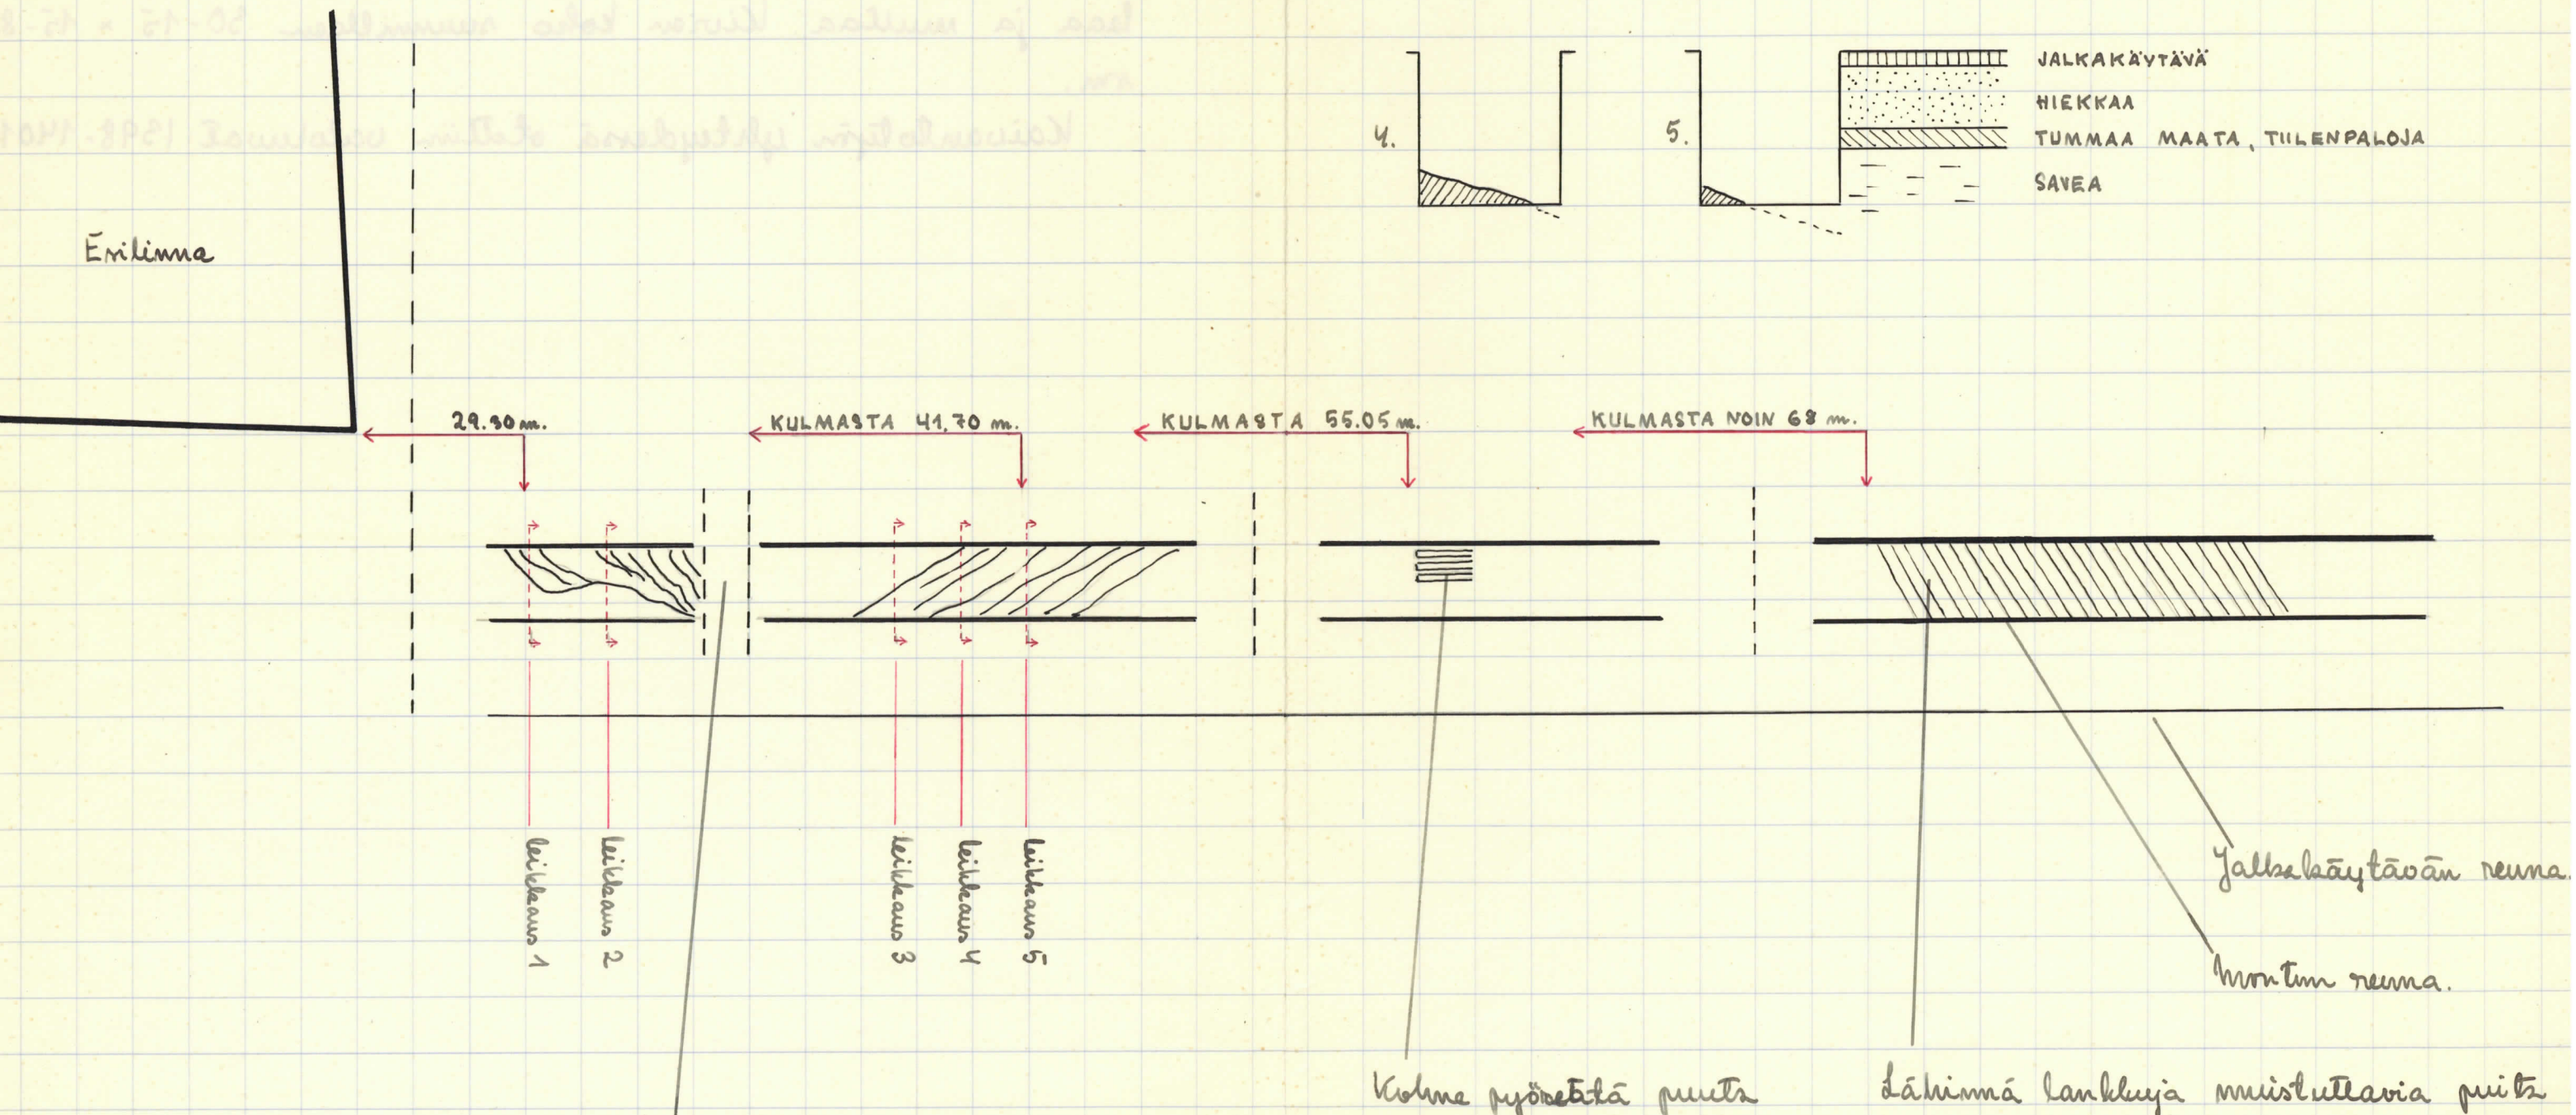 JALKAKÄYTÄVÄ
HIEKKAA
4.
5.
TUMMAA MAATA, TIILENPALOJA
SAVEA
Esilinna
29.90 m.
KULMASTA 41,70 m.
KULMASTA 55.05 m.
KULMASTA NOIN 68 m.
leikkaus 1
leikkaus 2
leikkaus 3
leikkaus 4
leikkaus 5
Jalkakäytävän reuna.
Montun reuna.
Kolme pyöreätä puuta
Lähinnä lankkuja muistuttavia puita